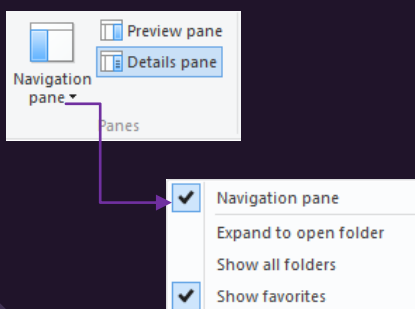 Preview pane
Details pane
Navigation
pane
Panes
Navigation pane
Expand to open folder
Show all folders
Show favorites